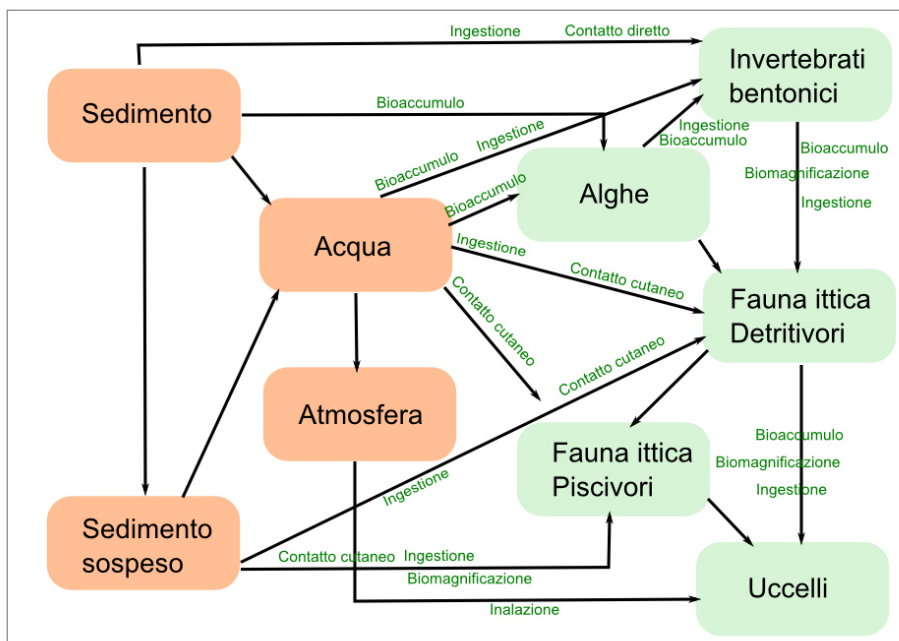 Ingestione Contatto diretto
Invertebrati
bentonici
Sedimento
Bioaccumulo
Bioaccumulo Ingestione
Ingestione
Bioaccumulo
Bioaccumulo
Biomagnificazione
Ingestione
Alghe
Bioaccumulo
Acqua
Ingestione Contatto cutaneo
Contatto cutaneo
Fauna ittica
Detritivori
Atmosfera
Ingestione Contatto cutaneo
Fauna ittica
Piscivori
Bioaccumulo
Biomagnificazione
Ingestione
Sedimento
sospeso
Contatto cutaneo Ingestione
Biomagnificazione
Inalazione
Uccelli